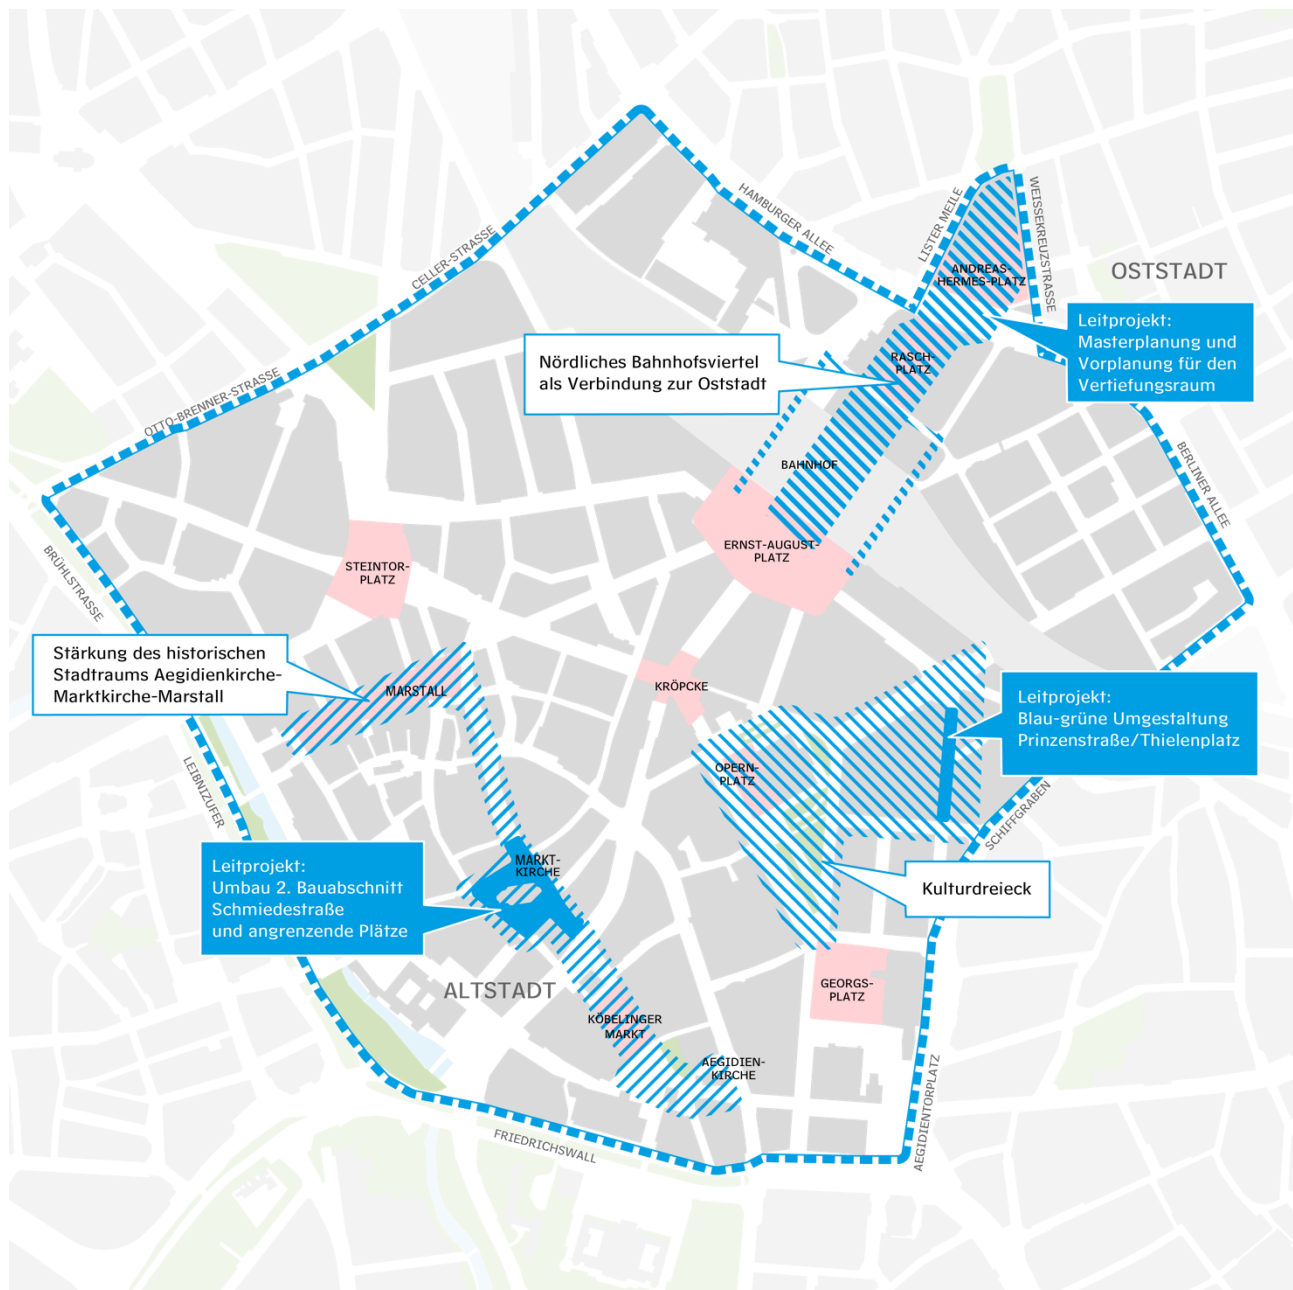 HAMBURGER ALLEE
LISTER MEILE
WEISSEKREUZSTRASSE
CELLER-STRASSE
OSTSTADT
ANDREAS-
HERMES-PLATZ
Leitprojekt:
Masterplanung und
Vorplanung für den
Vertiefungsraum
Nördliches Bahnhofsviertel
als Verbindung zur Oststadt
RASCH-
PLATZ
OTTO-BRENNER-STRASSE
BERLINER ALLEE
BAHNHOF
ERNST-AUGUST-
PLATZ
STEINTOR-
PLATZ
BRÜHLSTRASSE
Stärkung des historischen
Stadtraums Aegidienkirche-
Marktkirche-Marstall
MARSTALL
KRÖPCKE
Leitprojekt:
Blau-grüne Umgestaltung
Prinzenstraße/Thielenplatz
OPERN-
PLATZ
LEIBNIZUFER
SCHIFFGRABEN
Leitprojekt:
Umbau 2. Bauabschnitt
Schmiedestraße
und angrenzende Plätze
MARKT-
KIRCHE
Kulturdreieck
ALTSTADT
GEORGS-
PLATZ
KÖBELINGER
MARKT
AEGIDIEN-
KIRCHE
AEGIDIENTORPLATZ
FRIEDRICHSWALL